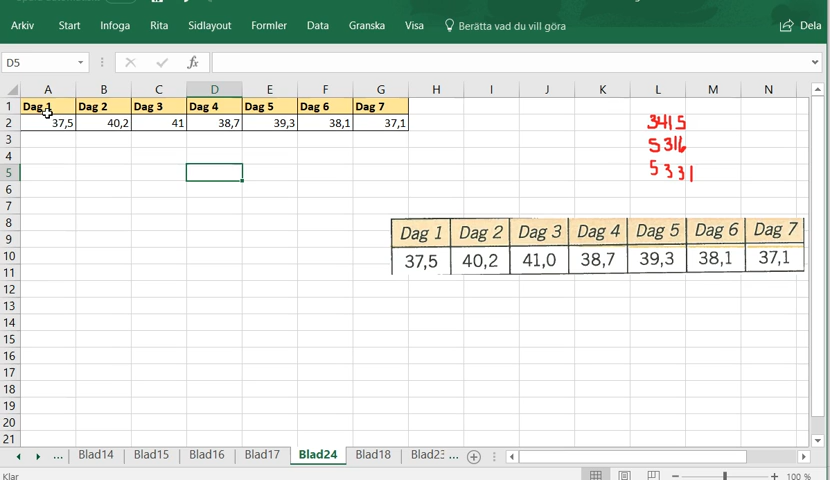 Arkiv Start Infoga Rita Sidlayout Formler Data Granska Visa Berätta vad du vill göra Dela
D5 fx
A B C D E F G H I J K L M N
1 Dag 1 Dag 2 Dag 3 Dag 4 Dag 5 Dag 6 Dag 7
2 37,5 40,2 41 38,7 39,3 38,1 37,1
3415
3
5316
4
5331
5
6
7
8
Dag 1 Dag 2 Dag 3 Dag 4 Dag 5 Dag 6 Dag 7
9
37,5 40,2 41,0 38,7 39,3 38,1 37,1
10
11
12
13
14
15
16
17
18
19
20
21
... Blad14 Blad15 Blad16 Blad17 Blad24 Blad18 Blad23 ...
Klar 100 %